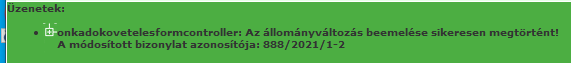 Üzenetek:
onkadokovetelesformcontroller: Az állományváltozás beemelése sikeresen megtörtént!
A módosított bizonylat azonosítója: 888/2021/1-2